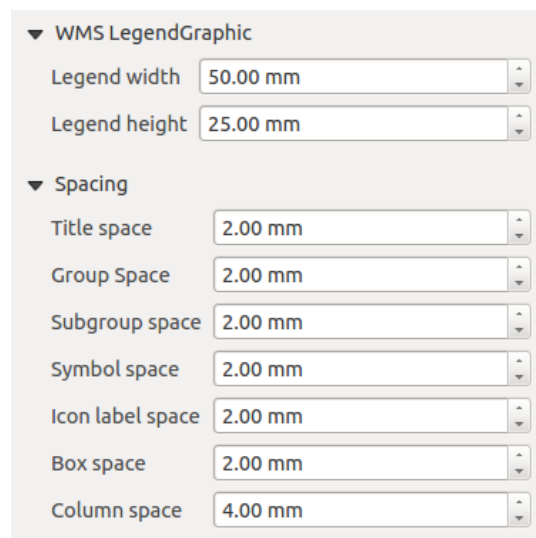 WMS LegendGraphic
Legend width 50.00 mm
Legend height 25.00 mm
Spacing
Title space 2.00 mm
Group Space 2.00 mm
Subgroup space 2.00 mm
Symbol space 2.00 mm
Icon label space 2.00 mm
Box space 2.00 mm
Column space 4.00 mm